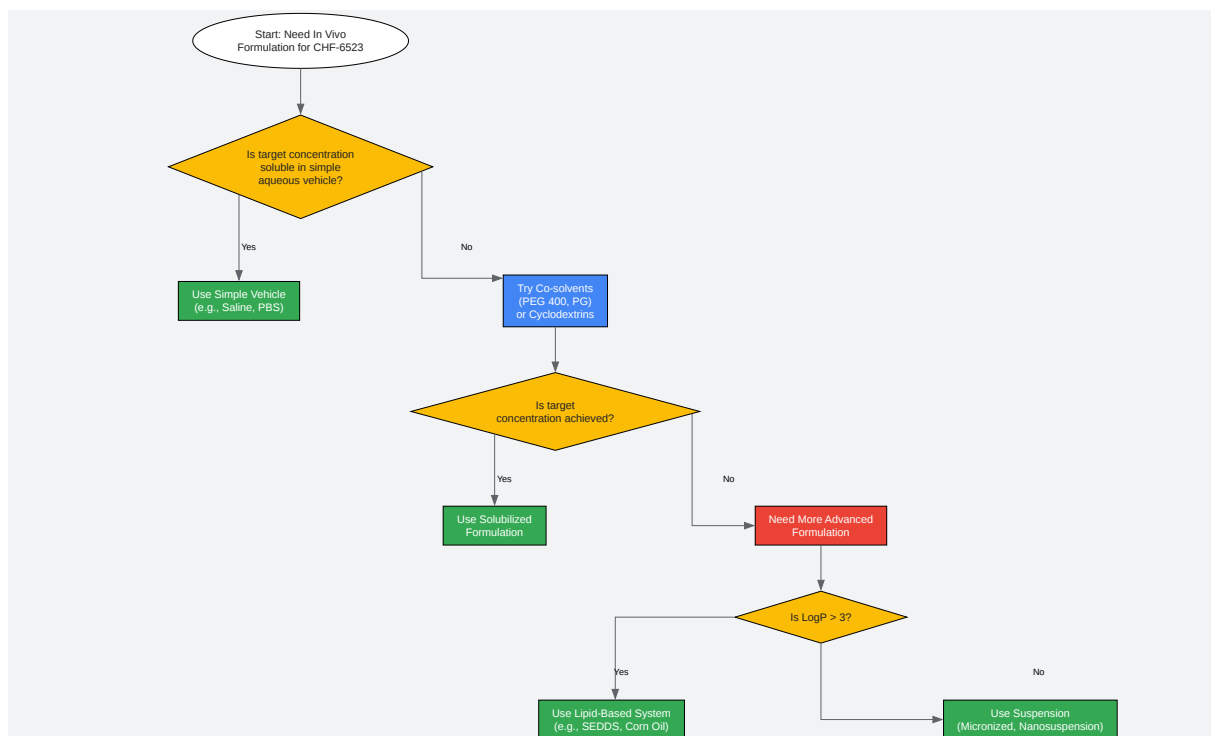 Start: Need In Vivo
Formulation for CHF-6523
Is target concentration
soluble in simple
aqueous vehicle?
Yes
No
Use Simple Vehicle
(e.g., Saline, PBS)
Try Co-solvents
(PEG 400, PG)
or Cyclodextrins
Is target
concentration achieved?
Yes
No
Use Solubilized
Formulation
Need More Advanced
Formulation
Is LogP > 3?
Yes
No
Use Lipid-Based System
(e.g., SEDDS, Corn Oil)
Use Suspension
(Micronized, Nanosuspension)